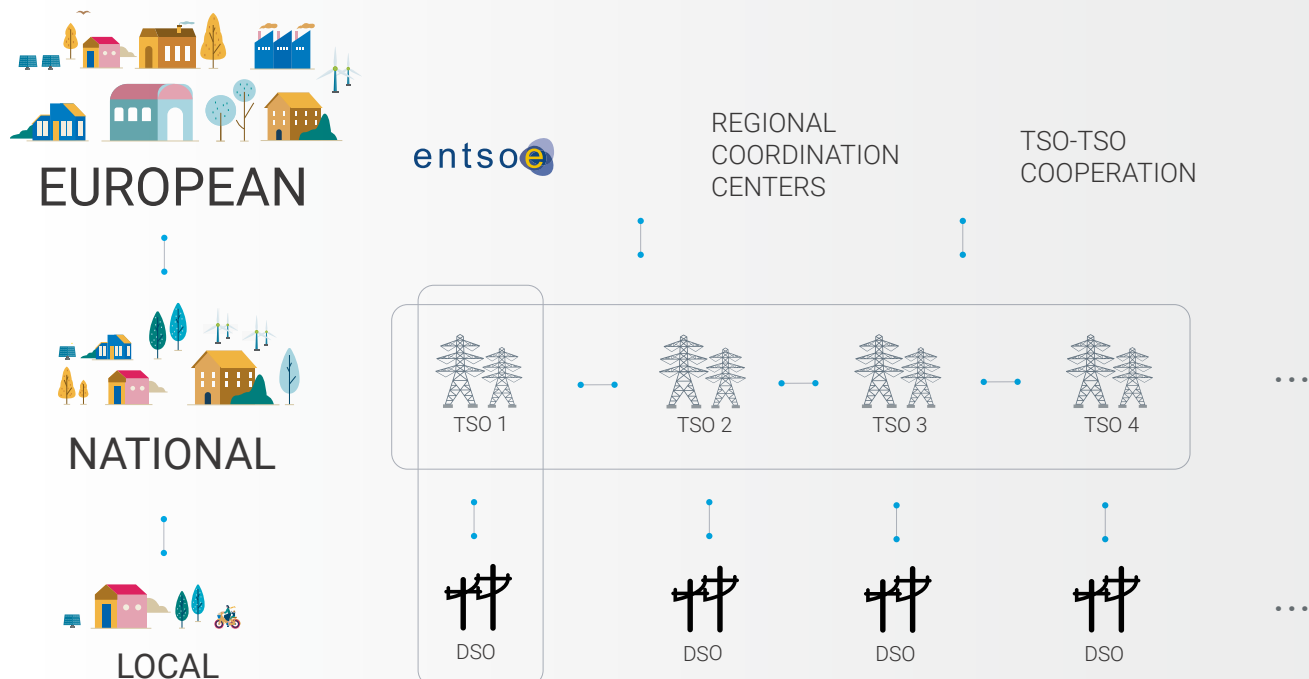 EUROPEAN
entsoe
REGIONAL
COORDINATION
CENTERS
TSO-TSO
COOPERATION
NATIONAL
TSO 1
TSO 2
TSO 3
TSO 4
...
LOCAL
DSO
DSO
DSO
DSO
...